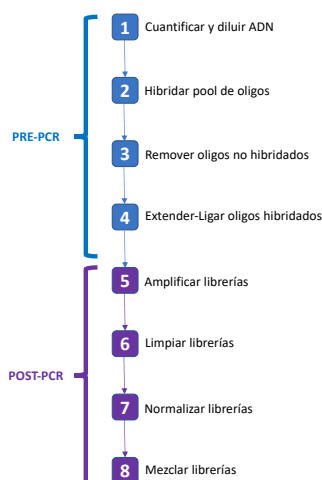 1 Cuantificar y diluir ADN
2 Hibridar pool de oligos
PRE-PCR
3 Remover oligos no hibridados
4 Extender-Ligar oligos hibridados
5 Amplificar librerías
6 Limpiar librerías
POST-PCR
7 Normalizar librerías
8 Mezclar librerías